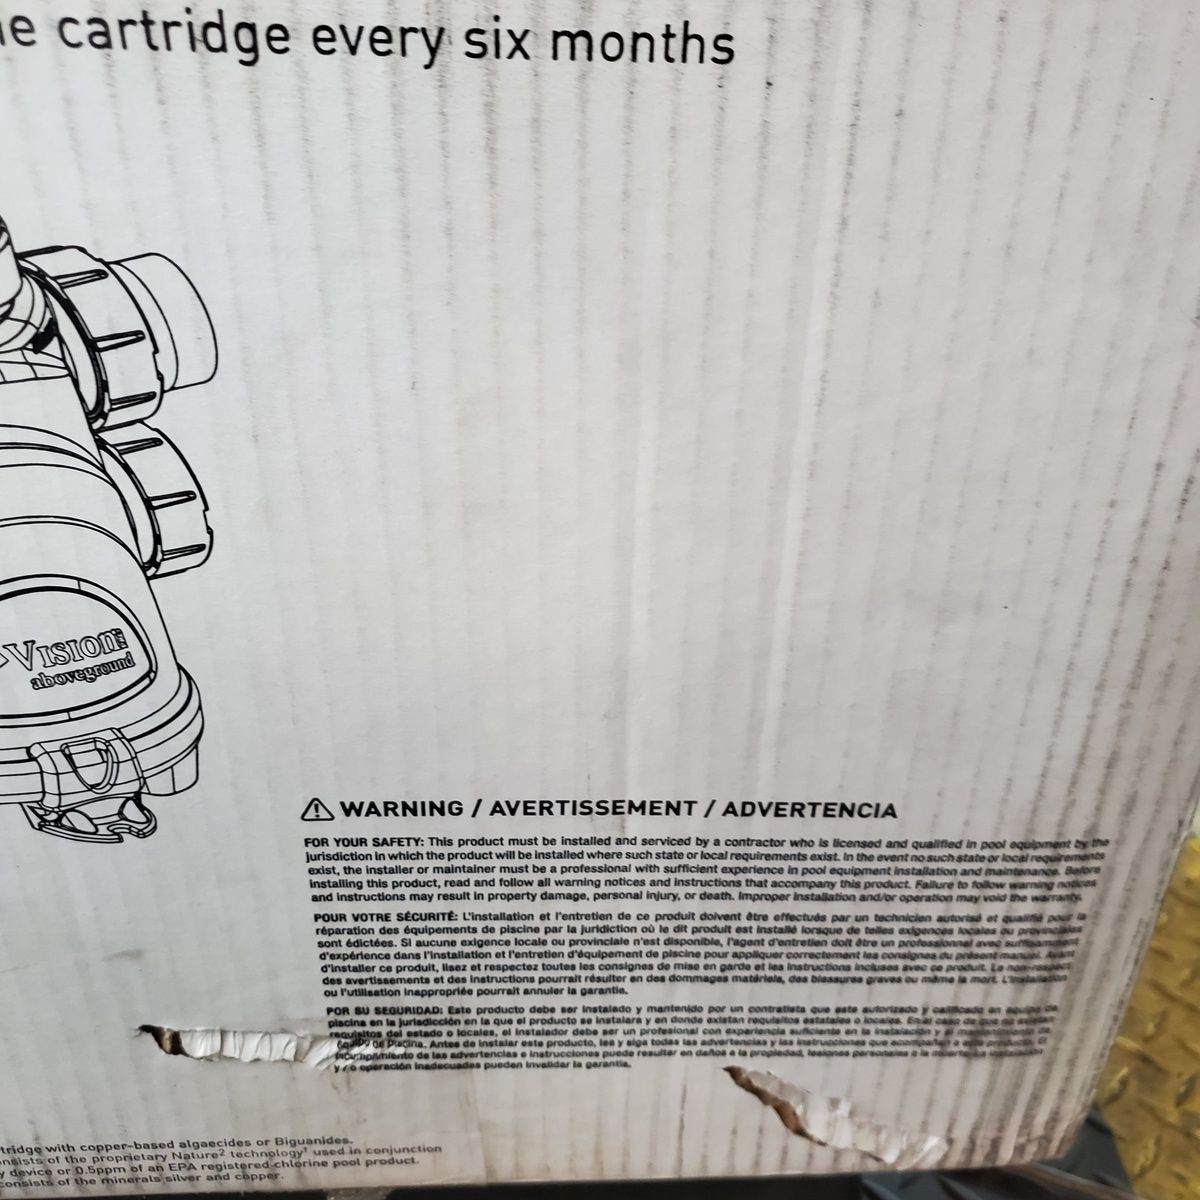 cartridge every six months
VISION
aboveground
WARNING / AVERTISSEMENT / ADVERTENCIA
FOR YOUR SAFETY: This product must be installed and serviced by a contractor who is licensed and qualified in pool equipment by the
jurisdiction in which the product will be installed where such state or local requirements exist. In the event no such state or local requirements
exist, the installer or maintainer must be a professional with sufficient experience in pool equipment installation and maintenance. Before
installing this product, read and follow all warning notices and instructions that accompany this product. Failure to follow warning notices
and instructions may result in property damage, personal injury, or death. Improper installation and/or operation may void the warranty.
POUR VOTRE SÉCURITÉ: L'installation et l'entretien de ce produit doivent être effectués par un technicien autorisé et qualifié pour la
réparation des équipements de piscine par la juridiction où le dit produit est installé lorsque de telles exigences locales ou provinciales
sont édictées. Si aucune exigence locale ou provinciale n'est disponible, l'agent d'entretien doit être un professionnel avec suffisamment
d'expérience dans l'installation et l'entretien d'équipement de piscine pour appliquer correctement les consignes du présent manuel. Avant
d'installer ce produit, lisez et respectez toutes les consignes de mise en garde et les instructions incluses avec ce produit. Le non-respect
des avertissements et des instructions pourrait résulter en des dommages matériels, des blessures graves ou même la mort. L'installation
ou l'utilisation inappropriée pourrait annuler la garantie.
POR SU SEGURIDAD: Este producto debe ser instalado y mantenido por un contratista que este autorizado y calificado en equipo de
piscina en la jurisdicción en la que el producto se instalara y en donde existan requisitos estatales o locales. En el caso de que no existan
requisitos del estado o locales, el instalador debe ser un profesional con experiencia suficiente en la instalación y el mantenimiento de
equipo de piscina. Antes de instalar este producto, lea y siga todas las advertencias y las instrucciones que acompañan a este producto. El
incumplimiento de las advertencias e instrucciones puede resultar en daños a la propiedad, lesiones personales o la muerte. La instalación
y / o operación inadecuadas pueden invalidar la garantía.
tridge with copper-based algaecides or Biguanides.
nsists of the proprietary Nature² technology¹ used in conjunction
y device or 0.5ppm of an EPA registered chlorine pool product.
consists of the minerals silver and copper.